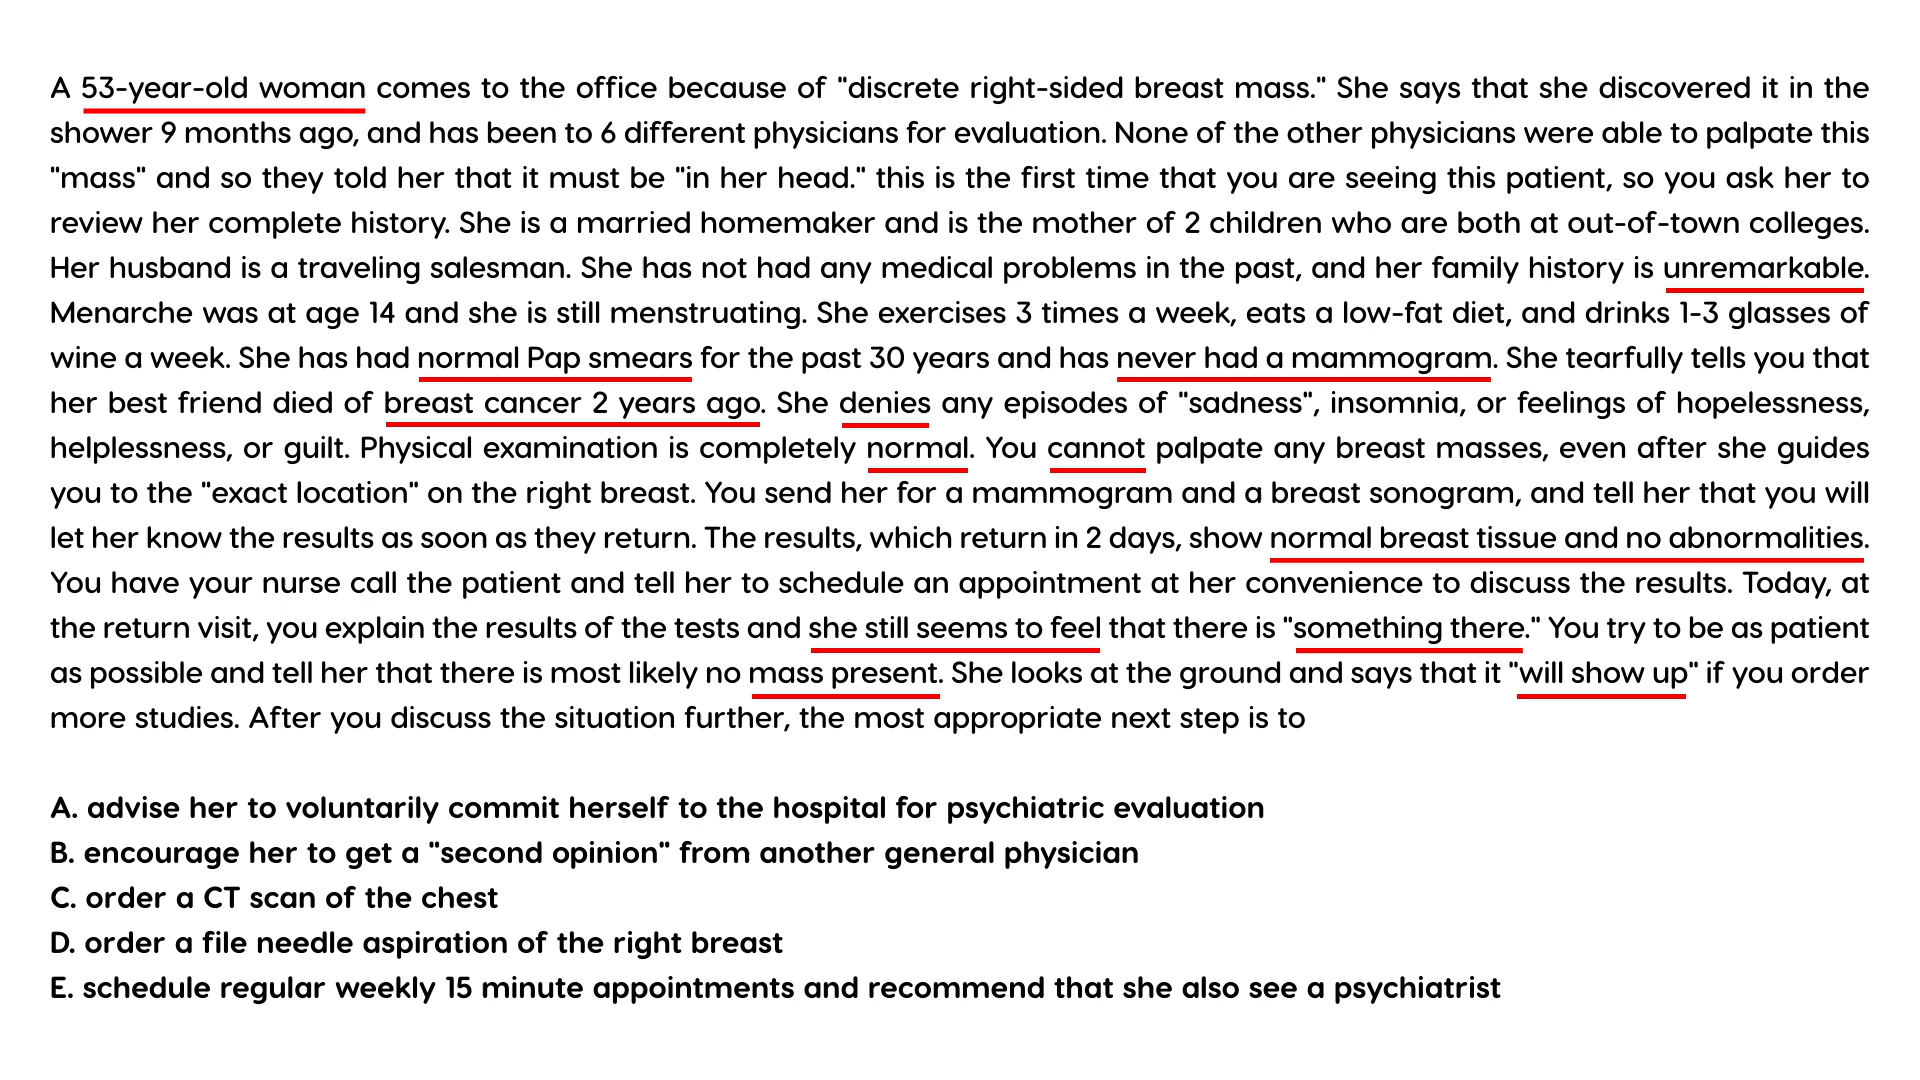 A 53-year-old woman comes to the office because of "discrete right-sided breast mass." She says that she discovered it in the
shower 9 months ago, and has been to 6 different physicians for evaluation. None of the other physicians were able to palpate this
"mass" and so they told her that it must be "in her head." this is the first time that you are seeing this patient, so you ask her to
review her complete history. She is a married homemaker and is the mother of 2 children who are both at out-of-town colleges.
Her husband is a traveling salesman. She has not had any medical problems in the past, and her family history is unremarkable.
Menarche was at age 14 and she is still menstruating. She exercises 3 times a week, eats a low-fat diet, and drinks 1-3 glasses of
wine a week. She has had normal Pap smears for the past 30 years and has never had a mammogram. She tearfully tells you that
her best friend died of breast cancer 2 years ago. She denies any episodes of "sadness", insomnia, or feelings of hopelessness,
helplessness, or guilt. Physical examination is completely normal. You cannot palpate any breast masses, even after she guides
you to the "exact location" on the right breast. You send her for a mammogram and a breast sonogram, and tell her that you will
let her know the results as soon as they return. The results, which return in 2 days, show normal breast tissue and no abnormalities.
You have your nurse call the patient and tell her to schedule an appointment at her convenience to discuss the results. Today, at
the return visit, you explain the results of the tests and she still seems to feel that there is "something there." You try to be as patient
as possible and tell her that there is most likely no mass present. She looks at the ground and says that it "will show up" if you order
more studies. After you discuss the situation further, the most appropriate next step is to
A. advise her to voluntarily commit herself to the hospital for psychiatric evaluation
B. encourage her to get a "second opinion" from another general physician
C. order a CT scan of the chest
D. order a file needle aspiration of the right breast
E. schedule regular weekly 15 minute appointments and recommend that she also see a psychiatrist